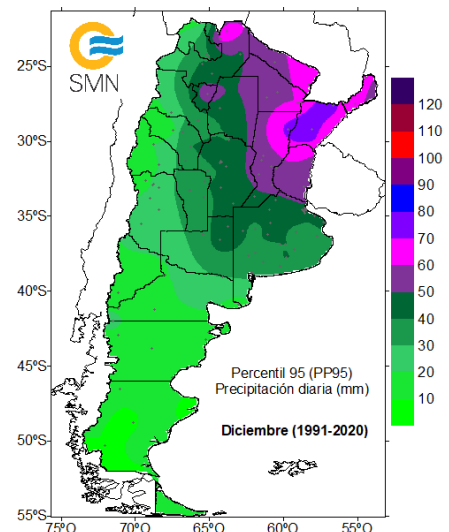 SMN
25°S
30°S
35°S
40°S
45°S
50°S
55°S
75°O
70°O
65°O
60°O
55°O
120
110
100
90
80
70
60
50
40
30
20
10
Percentil 95 (PP95)
Precipitación diaria (mm)
Diciembre (1991-2020)